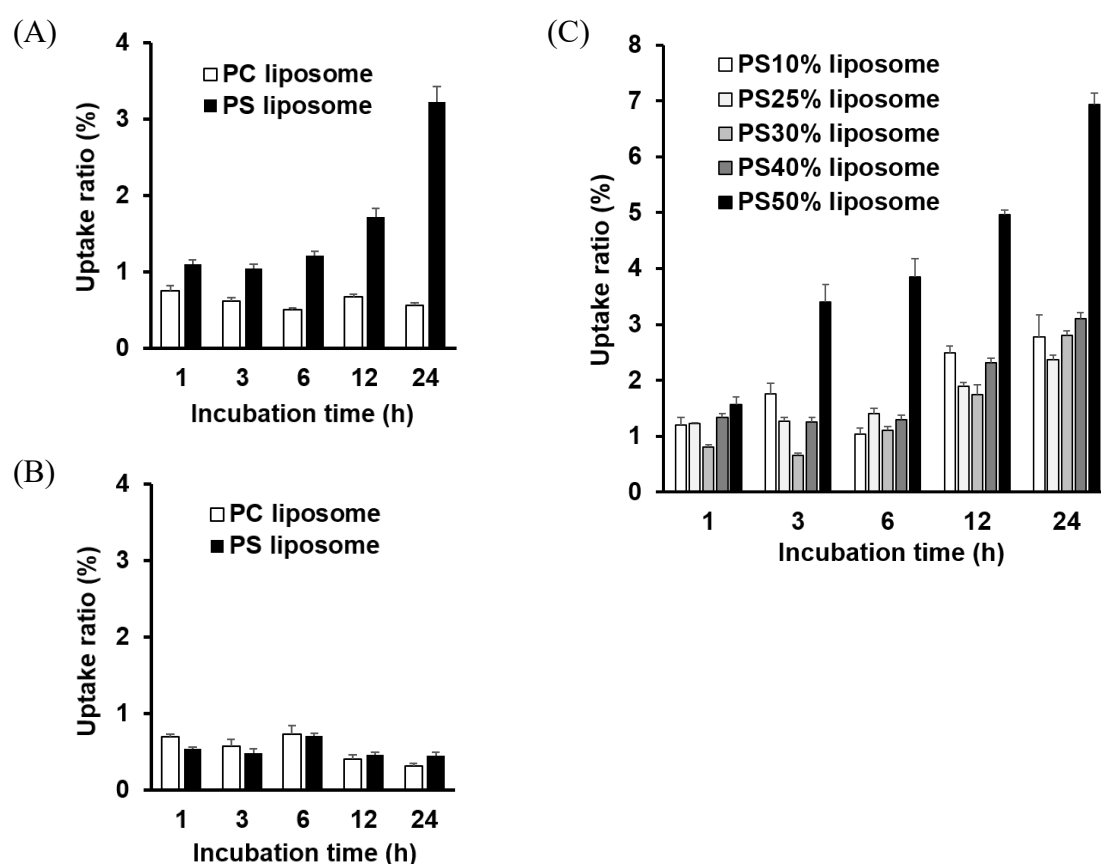 (A)
4
3
2
1
0
Uptake ratio (%)
PC liposome
PS liposome
1 3 6 12 24
Incubation time (h)
(B)
4
3
2
1
0
Uptake ratio (%)
PC liposome
PS liposome
1 3 6 12 24
Incubation time (h)
(C)
8
7
6
5
4
3
2
1
0
Uptake ratio (%)
PS10% liposome
PS25% liposome
PS30% liposome
PS40% liposome
PS50% liposome
1 3 6 12 24
Incubation time (h)